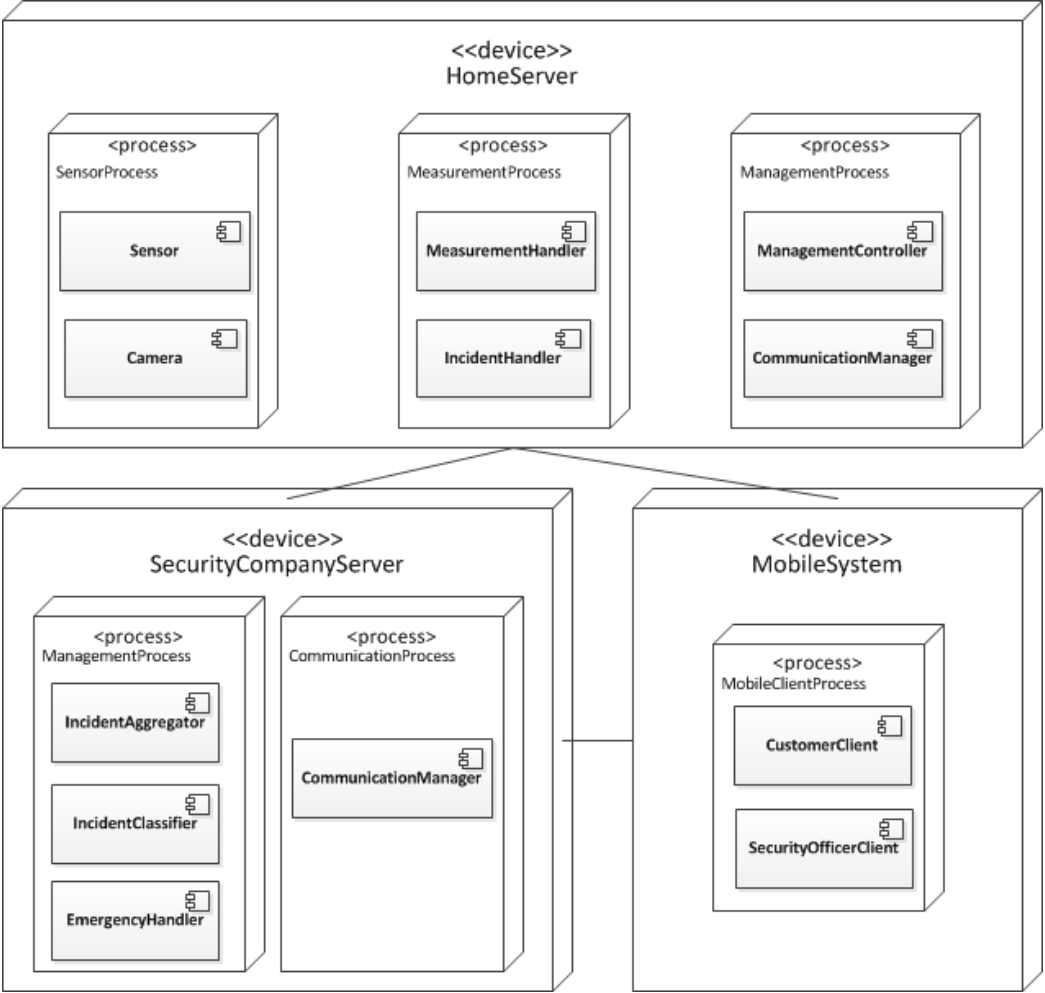 <<device>>
HomeServer
<process>
SensorProcess
Sensor
Camera
<process>
MeasurementProcess
MeasurementHandler
IncidentHandler
<process>
ManagementProcess
ManagementController
CommunicationManager
<<device>>
SecurityCompanyServer
<process>
ManagementProcess
IncidentAggregator
IncidentClassifier
EmergencyHandler
<process>
CommunicationProcess
CommunicationManager
<<device>>
MobileSystem
<process>
MobileClientProcess
CustomerClient
SecurityOfficerClient